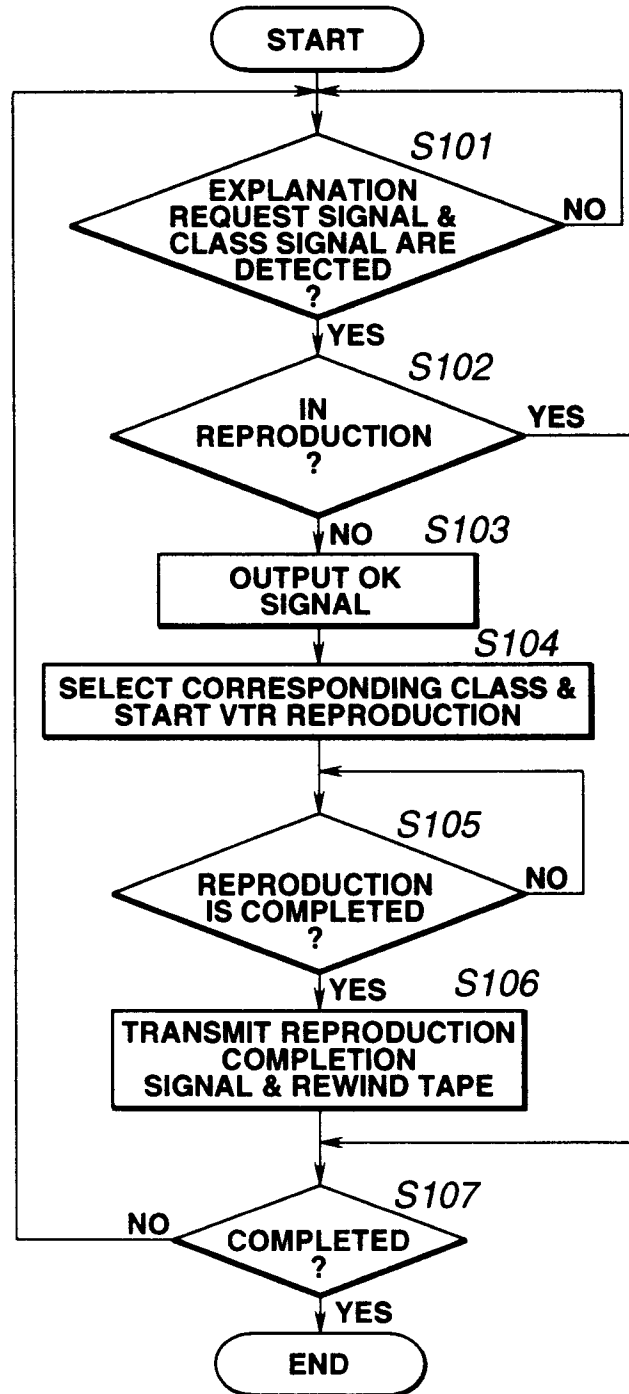 START
S101
EXPLANATION
REQUEST SIGNAL &
CLASS SIGNAL ARE
DETECTED
?
NO
YES
S102
IN
REPRODUCTION
?
YES
NO
S103
OUTPUT OK
SIGNAL
S104
SELECT CORRESPONDING CLASS &
START VTR REPRODUCTION
S105
REPRODUCTION
IS COMPLETED
?
NO
YES
S106
TRANSMIT REPRODUCTION
COMPLETION
SIGNAL & REWIND TAPE
S107
NO
COMPLETED
?
YES
END